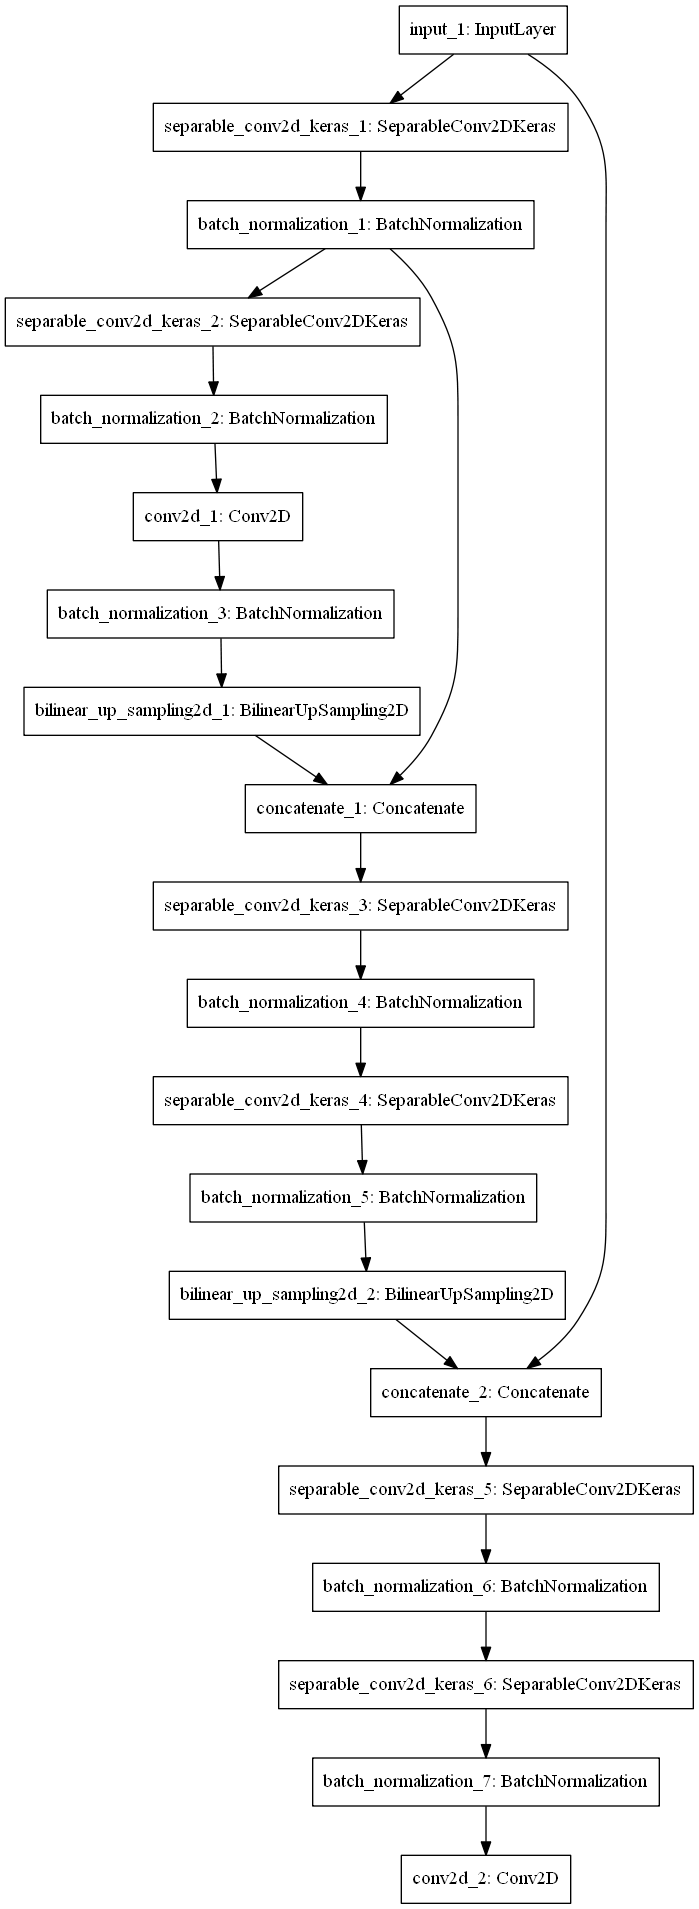 input_1: InputLayer
separable_conv2d_keras_1: SeparableConv2DKeras
batch_normalization_1: BatchNormalization
separable_conv2d_keras_2: SeparableConv2DKeras
batch_normalization_2: BatchNormalization
conv2d_1: Conv2D
batch_normalization_3: BatchNormalization
bilinear_up_sampling2d_1: BilinearUpSampling2D
concatenate_1: Concatenate
separable_conv2d_keras_3: SeparableConv2DKeras
batch_normalization_4: BatchNormalization
separable_conv2d_keras_4: SeparableConv2DKeras
batch_normalization_5: BatchNormalization
bilinear_up_sampling2d_2: BilinearUpSampling2D
concatenate_2: Concatenate
separable_conv2d_keras_5: SeparableConv2DKeras
batch_normalization_6: BatchNormalization
separable_conv2d_keras_6: SeparableConv2DKeras
batch_normalization_7: BatchNormalization
conv2d_2: Conv2D